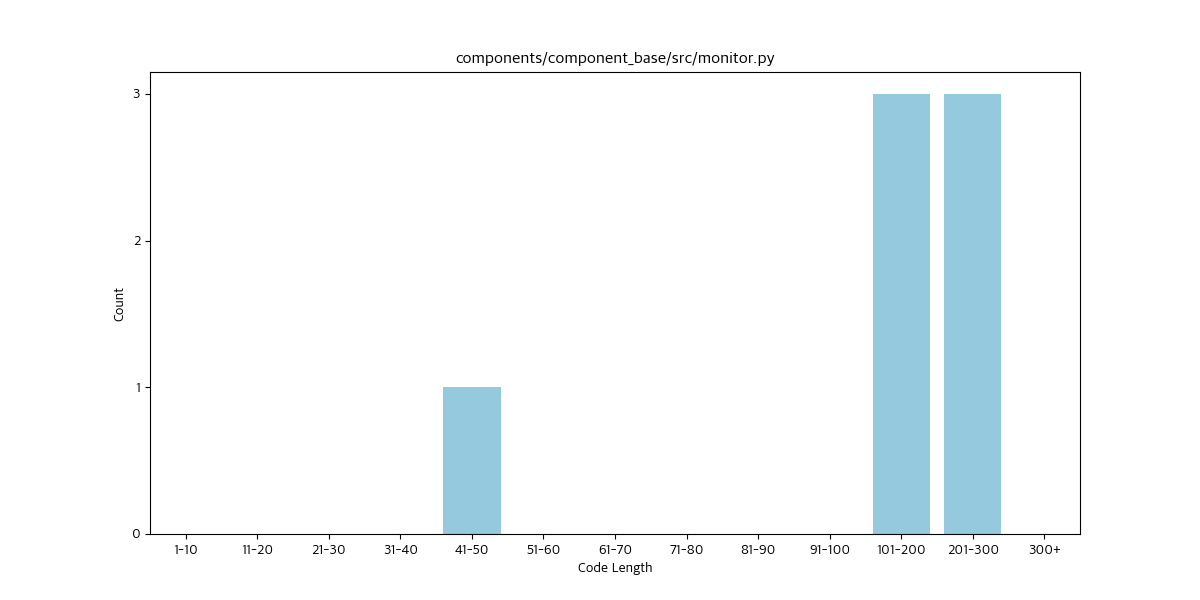 components/component_base/src/monitor.py
3
2
1
0
Count
1-10 11-20 21-30 31-40 41-50 51-60 61-70 71-80 81-90 91-100 101-200 201-300 300+
Code Length